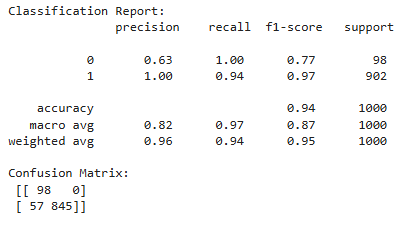 Classification Report:
precision recall f1-score support
0 0.63 1.00 0.77 98
1 1.00 0.94 0.97 902
accuracy 0.94 1000
macro avg 0.82 0.97 0.87 1000
weighted avg 0.96 0.94 0.95 1000
Confusion Matrix:
[[ 98 0]
[ 57 845]]